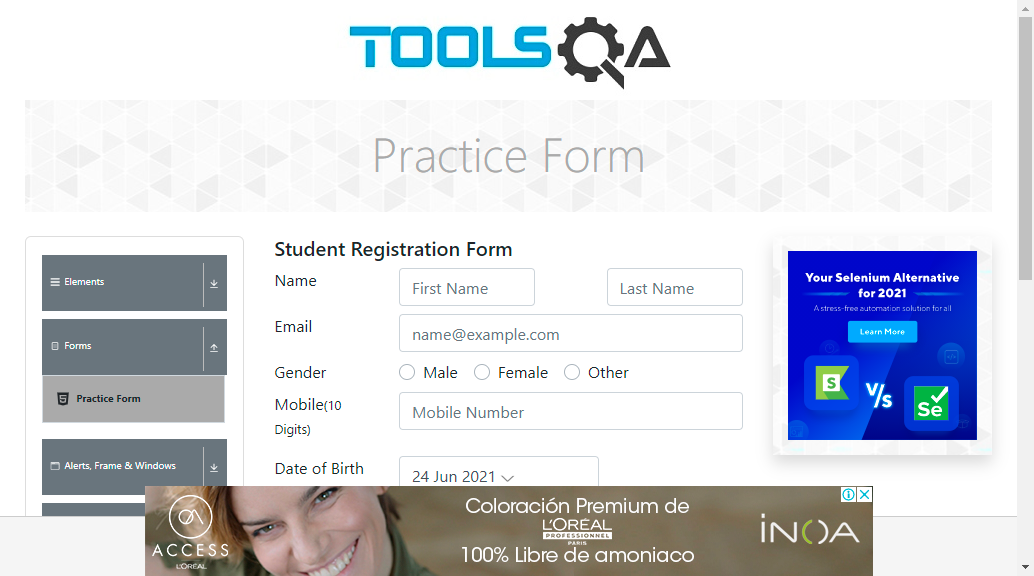 TOOLSQA
Practice Form
Elements
Forms
Practice Form
Alerts, Frame & Windows
Student Registration Form
Name
First Name
Last Name
Email
name@example.com
Gender
Male
Female
Other
Mobile(10
Digits)
Mobile Number
Date of Birth
24 Jun 2021
Your Selenium Alternative
for 2021
A stress-free automation solution for all
Learn More
S
V/s
Se
ACCESS
L'ORÉAL
Coloración Premium de
L'ORÉAL
PROFESSIONNEL
PARIS
100% Libre de amoniaco
iNOA